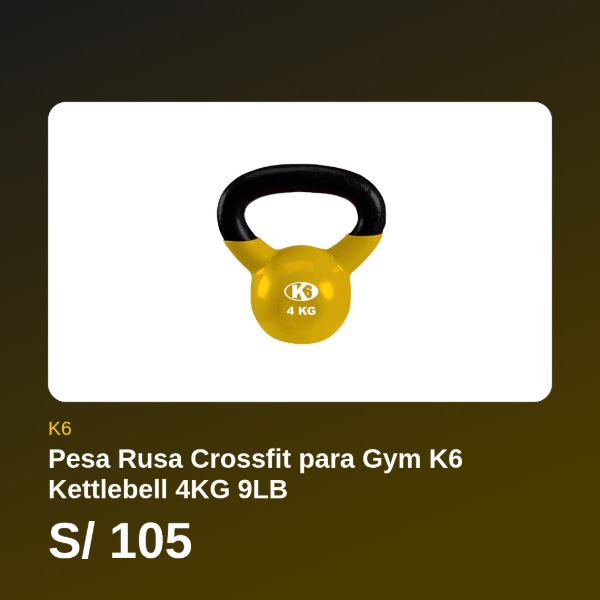 K6
4 KG
K6
Pesa Rusa Crossfit para Gym K6
Kettlebell 4KG 9LB
S/ 105